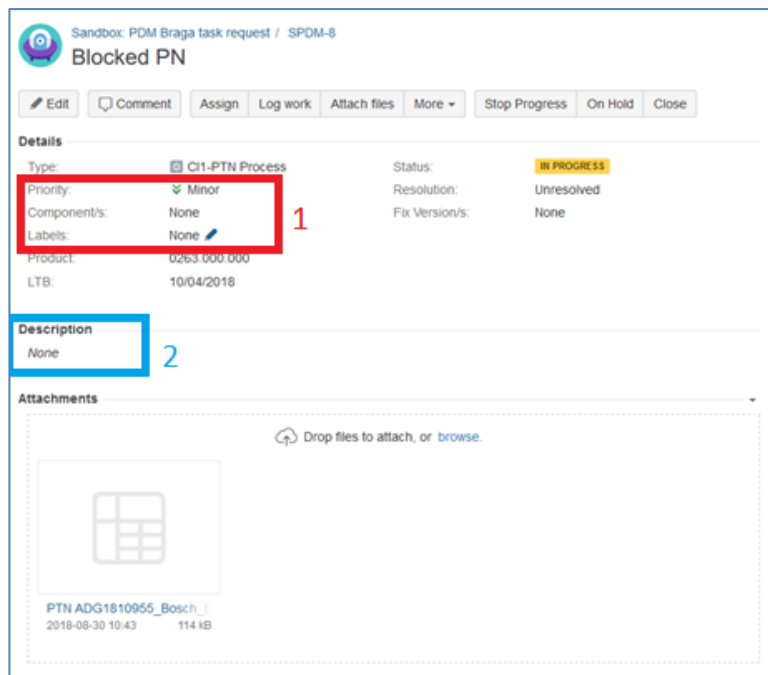 Sandbox: PDM Braga task request / SPDM-8
Blocked PN
Edit Comment Assign Log work Attach files More Stop Progress On Hold Close
Details
Type: CI1-PTN Process Status: IN PROGRESS
Priority: Minor Resolution: Unresolved
Component/s: None Fix Version/s: None
Labels: None
1
Product: 0263.000.000
LTB: 10/04/2018
Description
None
2
Attachments
Drop files to attach, or browse.
PTN ADG1810955_Bosch_
2018-08-30 10:43 114 kB